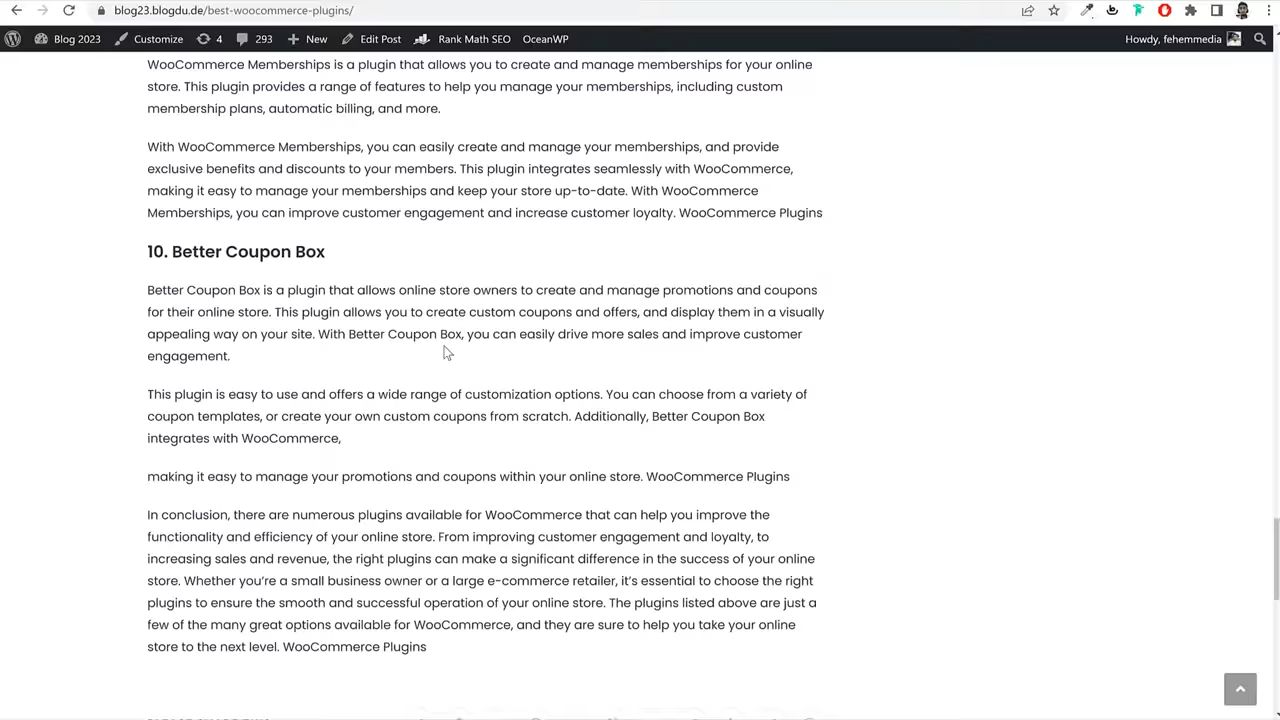 blog23.blogdu.de/best-woocommerce-plugins/
Blog 2023 Customize 4 293 New Edit Post Rank Math SEO OceanWP Howdy, fehemmedia
WooCommerce Memberships is a plugin that allows you to create and manage memberships for your online
store. This plugin provides a range of features to help you manage your memberships, including custom
membership plans, automatic billing, and more.
With WooCommerce Memberships, you can easily create and manage your memberships, and provide
exclusive benefits and discounts to your members. This plugin integrates seamlessly with WooCommerce,
making it easy to manage your memberships and keep your store up-to-date. With WooCommerce
Memberships, you can improve customer engagement and increase customer loyalty. WooCommerce Plugins
10. Better Coupon Box
Better Coupon Box is a plugin that allows online store owners to create and manage promotions and coupons
for their online store. This plugin allows you to create custom coupons and offers, and display them in a visually
appealing way on your site. With Better Coupon Box, you can easily drive more sales and improve customer
engagement.
This plugin is easy to use and offers a wide range of customization options. You can choose from a variety of
coupon templates, or create your own custom coupons from scratch. Additionally, Better Coupon Box
integrates with WooCommerce,
making it easy to manage your promotions and coupons within your online store. WooCommerce Plugins
In conclusion, there are numerous plugins available for WooCommerce that can help you improve the
functionality and efficiency of your online store. From improving customer engagement and loyalty, to
increasing sales and revenue, the right plugins can make a significant difference in the success of your online
store. Whether you're a small business owner or a large e-commerce retailer, it's essential to choose the right
plugins to ensure the smooth and successful operation of your online store. The plugins listed above are just a
few of the many great options available for WooCommerce, and they are sure to help you take your online
store to the next level. WooCommerce Plugins